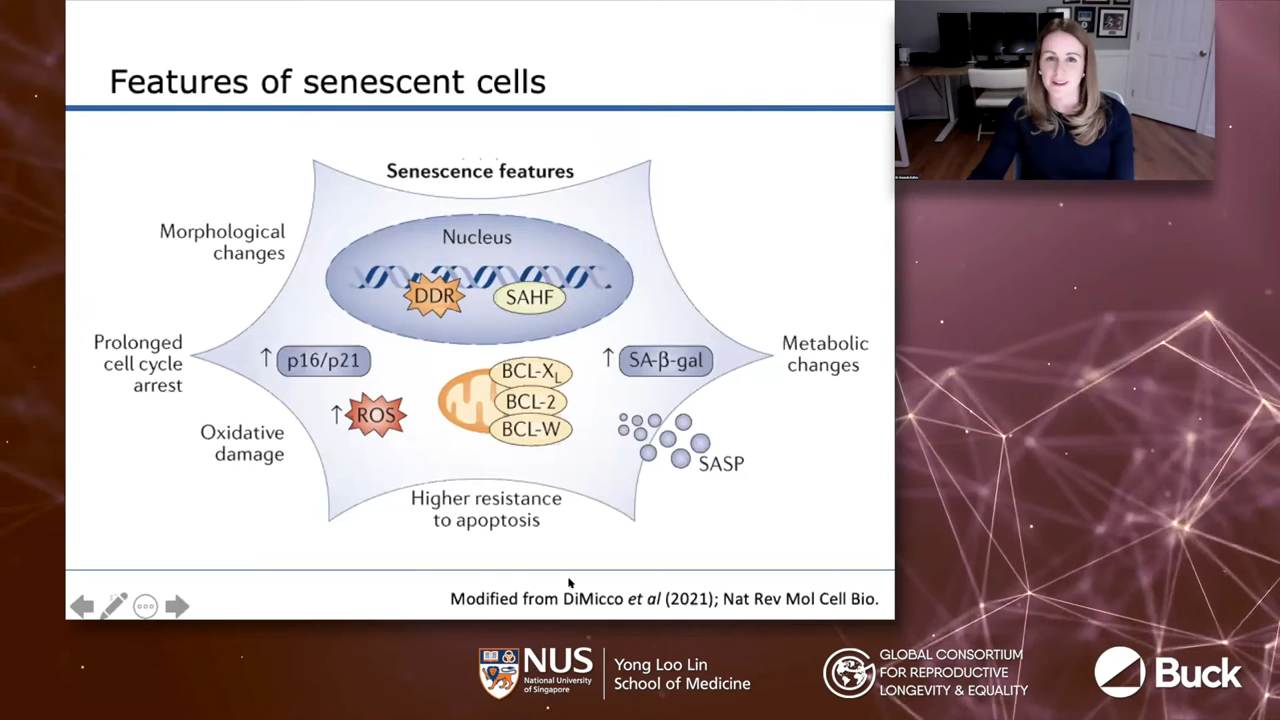 Features of senescent cells
Senescence features
Morphological
changes
Nucleus
DDR
SAHF
Prolonged
cell cycle
arrest
↑ p16/p21
↑ SA-β-gal
Metabolic
changes
BCL-XL
BCL-2
BCL-W
↑ ROS
Oxidative
damage
SASP
Higher resistance
to apoptosis
Modified from DiMicco et al (2021); Nat Rev Mol Cell Bio.
NUS
National University
of Singapore
Yong Loo Lin
School of Medicine
GLOBAL CONSORTIUM
FOR REPRODUCTIVE
LONGEVITY & EQUALITY
Buck